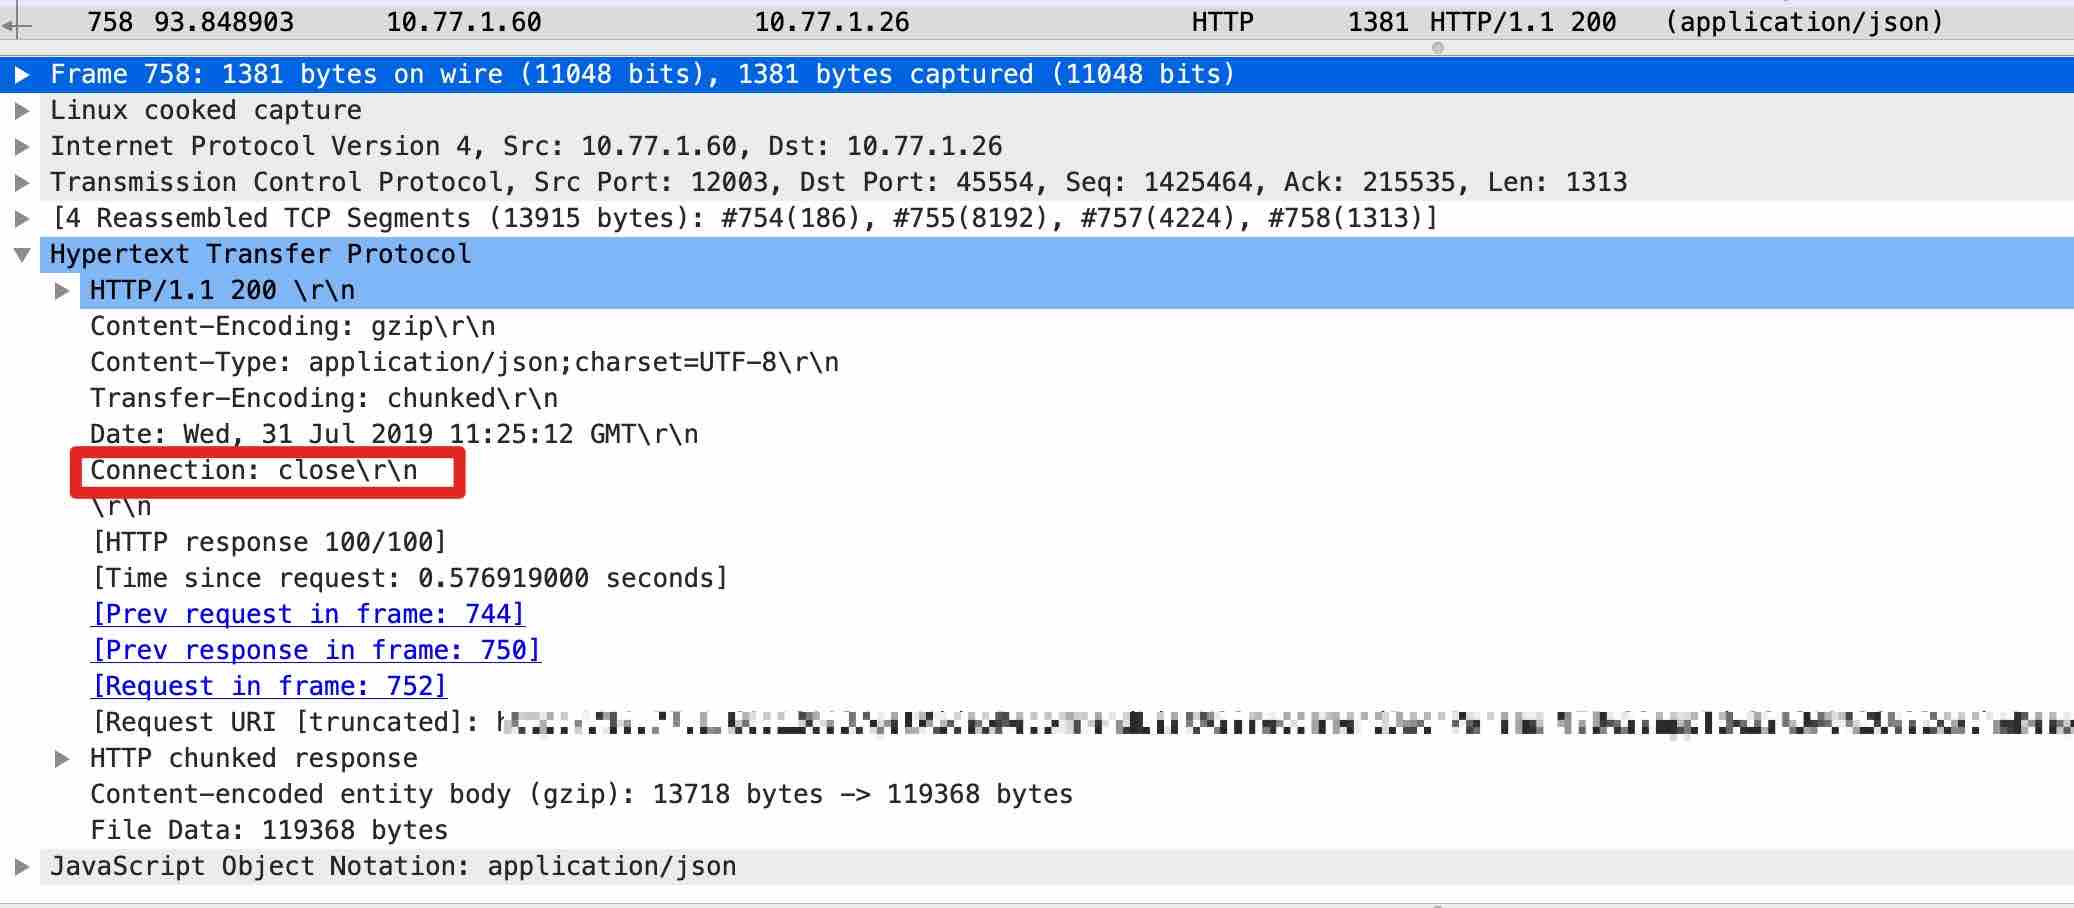 758 93.848903 10.77.1.60 10.77.1.26 HTTP 1381 HTTP/1.1 200 (application/json)
Frame 758: 1381 bytes on wire (11048 bits), 1381 bytes captured (11048 bits)
Linux cooked capture
Internet Protocol Version 4, Src: 10.77.1.60, Dst: 10.77.1.26
Transmission Control Protocol, Src Port: 12003, Dst Port: 45554, Seq: 1425464, Ack: 215535, Len: 1313
[4 Reassembled TCP Segments (13915 bytes): #754(186), #755(8192), #757(4224), #758(1313)]
Hypertext Transfer Protocol
HTTP/1.1 200 \r\n
Content-Encoding: gzip\r\n
Content-Type: application/json;charset=UTF-8\r\n
Transfer-Encoding: chunked\r\n
Date: Wed, 31 Jul 2019 11:25:12 GMT\r\n
Connection: close\r\n
\r\n
[HTTP response 100/100]
[Time since request: 0.576919000 seconds]
[Prev request in frame: 744]
[Prev response in frame: 750]
[Request in frame: 752]
[Request URI [truncated]:
HTTP chunked response
Content-encoded entity body (gzip): 13718 bytes -> 119368 bytes
File Data: 119368 bytes
JavaScript Object Notation: application/json